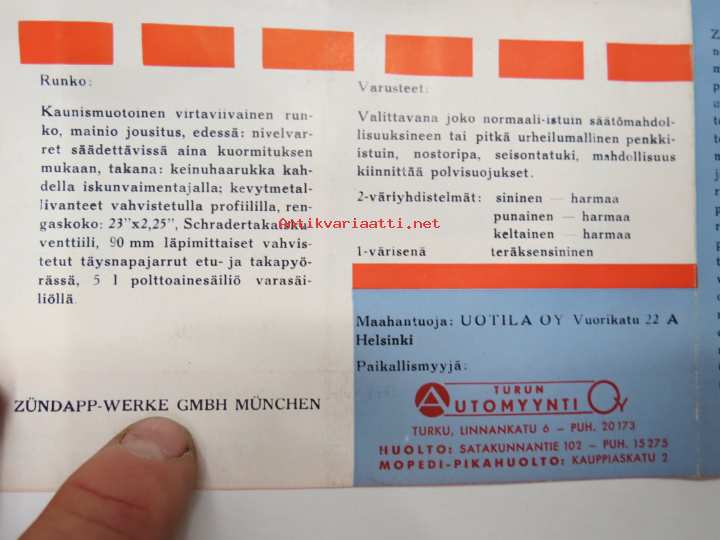 Runko:
Kaunismuotoinen virtaviivainen run-
ko, mainio jousitus, edessä: nivelvar-
ret säädettävissä aina kuormituksen
mukaan, takana: keinuhaarukka kah-
della iskunvaimentajalla; kevytmetal-
livanteet vahvistetulla profiililla, ren-
gaskoko: 23"x2,25", Schradertakaisku-
venttiili, 90 mm läpimittaiset vahvis-
tetut täysnapajarrut etu- ja takapyö-
rässä, 5 l polttoainesäiliö varasäi-
liöllä
ZÜNDAPP-WERKE GMBH MÜNCHEN
Varusteet:
Valittavana joko normaali-istuin säätömahdol-
lisuuksineen tai pitkä urheilumallinen penkki-
istuin, nostoripa, seisontatuki, mahdollisuus
kiinnittää polvisuojukset.
2-väriyhdistelmät: sininen — harmaa
punainen — harmaa
keltainen — harmaa
1-värisenä teräksensininen
Antikvariaatti.net
Maahantuoja: UOTILA OY Vuorikatu 22 A
Helsinki
Paikallismyyjä:
TURUN
AUTOMYYNTI OY
TURKU, LINNANKATU 6 – PUH. 20173
HUOLTO: SATAKUNNANTIE 102 – PUH. 15275
MOPEDI-PIKAHUOLTO: KAUPPIASKATU 2